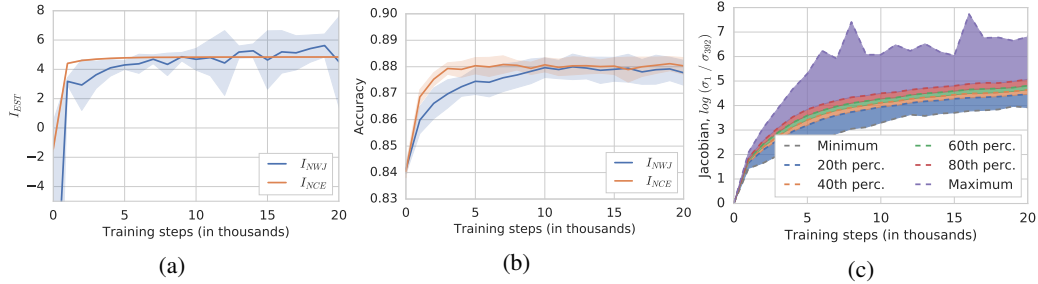 8
6
4
2
0
−2
−4
I_EST
0 5 10 15 20
Training steps (in thousands)
I_NWJ
I_NCE
(a)
0.90
0.89
0.88
0.87
0.86
0.85
0.84
0.83
Accuracy
0 5 10 15 20
Training steps (in thousands)
I_NWJ
I_NCE
(b)
8
7
6
5
4
3
2
1
0
Jacobian, log (σ_1 / σ_392)
0 5 10 15 20
Training steps (in thousands)
Minimum
20th perc.
40th perc.
60th perc.
80th perc.
Maximum
(c)